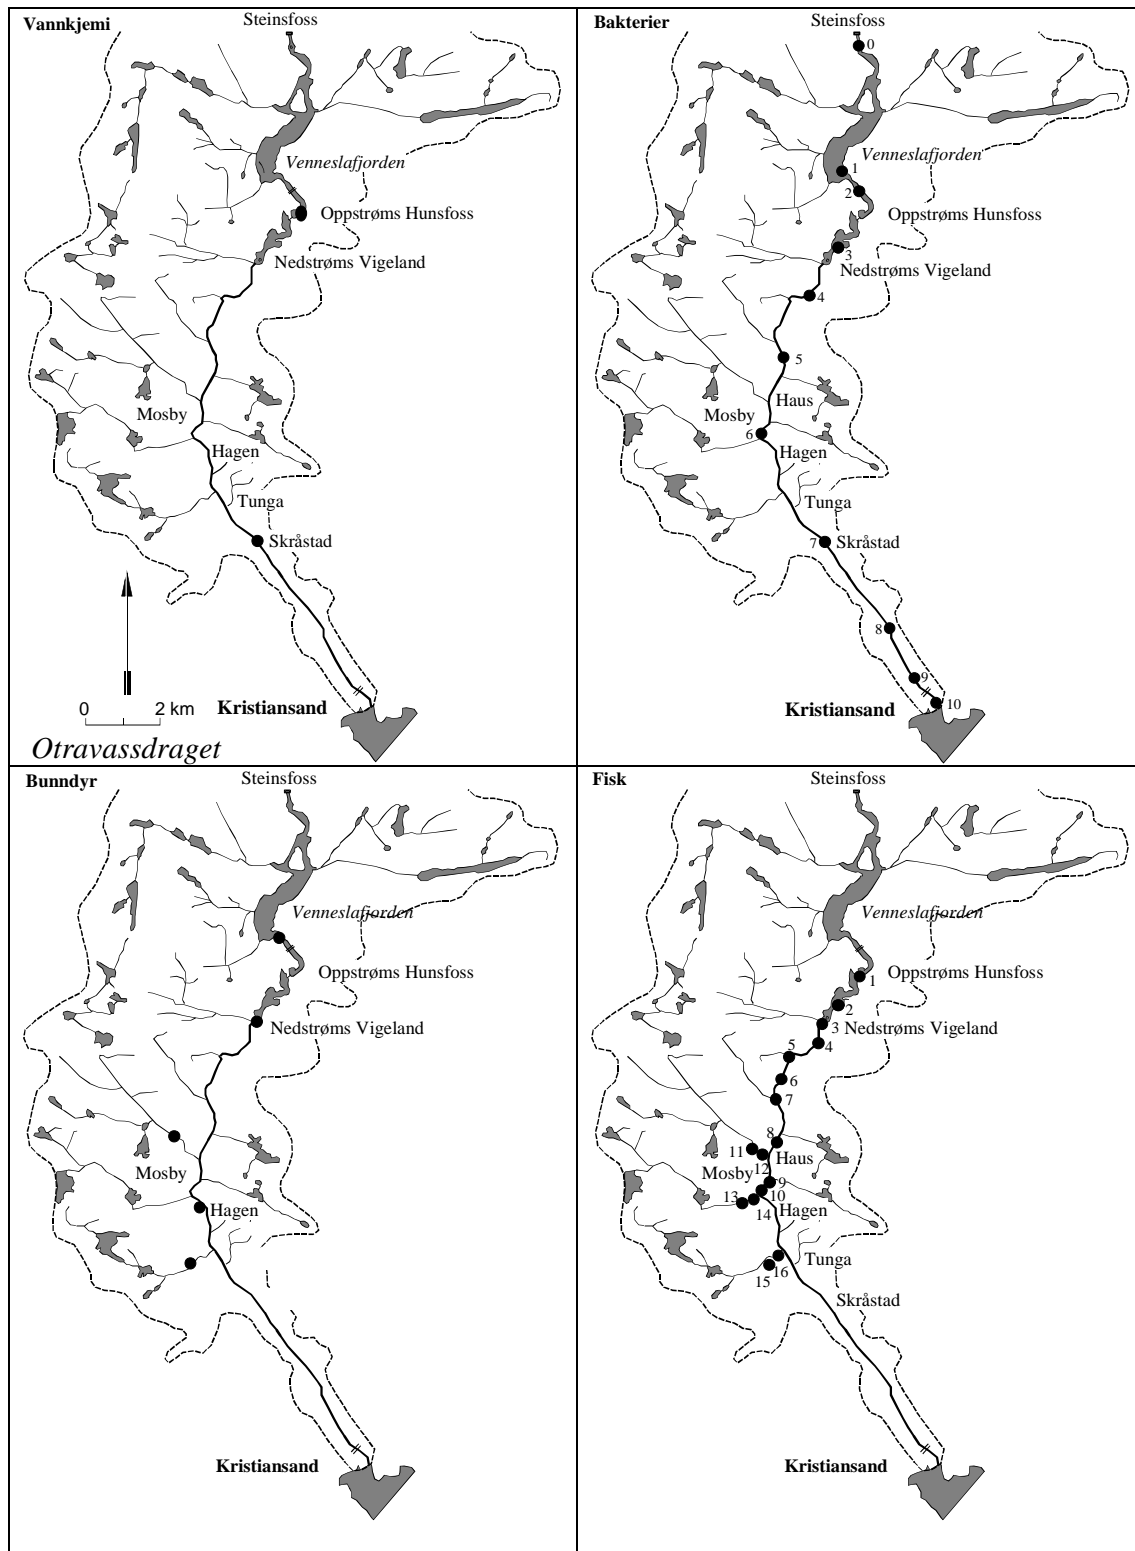 Vannkjemi
Steinsfoss
Venneslafjorden
Oppstrøms Hunsfoss
Nedstrøms Vigeland
Mosby
Hagen
Tunga
Skråstad
0 2 km
Kristiansand
Otravassdraget
Bakterier
Steinsfoss
0
Venneslafjorden
1
2
Oppstrøms Hunsfoss
3
Nedstrøms Vigeland
4
5
Haus
Mosby
6
Hagen
Tunga
7 Skråstad
8
9
10
Kristiansand
Bunndyr
Steinsfoss
Venneslafjorden
Oppstrøms Hunsfoss
Nedstrøms Vigeland
Mosby
Hagen
Kristiansand
Fisk
Steinsfoss
Venneslafjorden
Oppstrøms Hunsfoss
1
2
Nedstrøms Vigeland
3
4
5
6
7
8
11
Haus
12
Mosby
9
10
13
14
Hagen
Tunga
16
15
Skråstad
Kristiansand